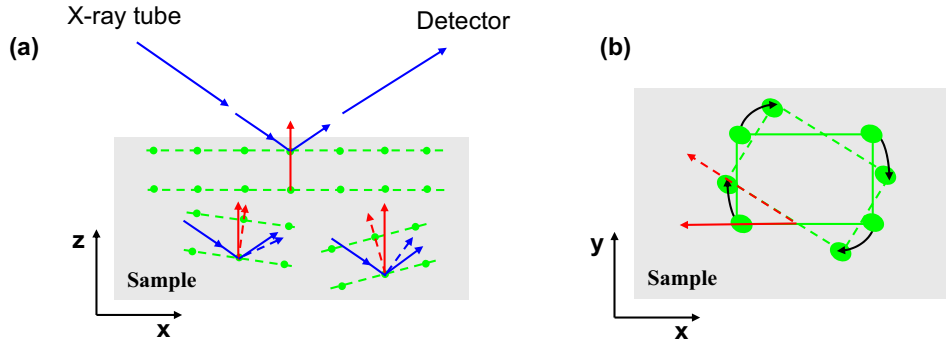 X-ray tube
Detector
(a)
(b)
z
Sample
x
y
Sample
x